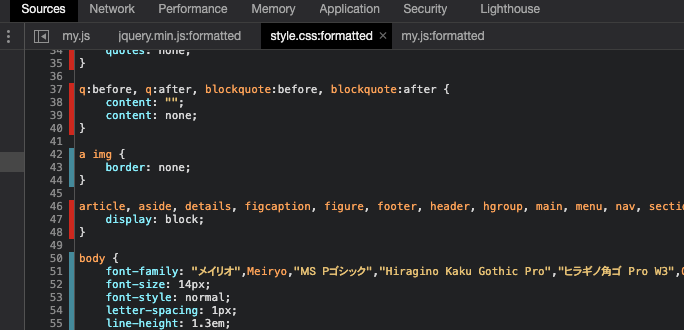 Sources Network Performance Memory Application Security Lighthouse
my.js jquery.min.js:formatted style.css:formatted × my.js:formatted
34 quotes: none;
35 }
36
37 q:before, q:after, blockquote:before, blockquote:after {
38 content: "";
39 content: none;
40 }
41
42 a img {
43 border: none;
44 }
45
46 article, aside, details, figcaption, figure, footer, header, hgroup, main, menu, nav, sectio
47 display: block;
48 }
49
50 body {
51 font-family: "メイリオ",Meiryo,"MS Pゴシック","Hiragino Kaku Gothic Pro","ヒラギノ角ゴ Pro W3",
52 font-size: 14px;
53 font-style: normal;
54 letter-spacing: 1px;
55 line-height: 1.3em;